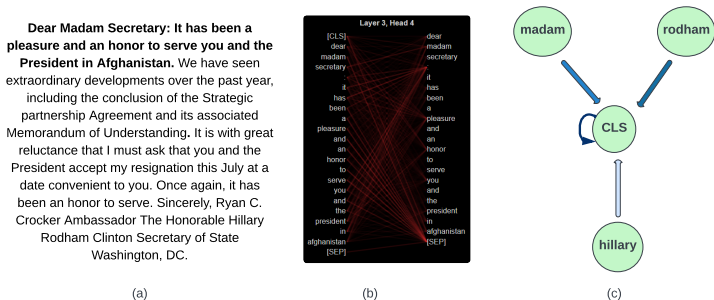 Dear Madam Secretary: It has been a
pleasure and an honor to serve you and the
President in Afghanistan. We have seen
extraordinary developments over the past year,
including the conclusion of the Strategic
partnership Agreement and its associated
Memorandum of Understanding. It is with great
reluctance that I must ask that you and the
President accept my resignation this July at a
date convenient to you. Once again, it has
been an honor to serve. Sincerely, Ryan C.
Crocker Ambassador The Honorable Hillary
Rodham Clinton Secretary of State
Washington, DC.
(a)
Layer 3, Head 4
[CLS]
dear
madam
secretary
:
it
has
been
a
pleasure
and
an
honor
to
serve
you
and
the
president
in
afghanistan
[SEP]
dear
madam
secretary
it
has
been
a
pleasure
and
an
honor
to
serve
you
and
the
president
in
afghanistan
[SEP]
(b)
madam
rodham
CLS
hillary
(c)